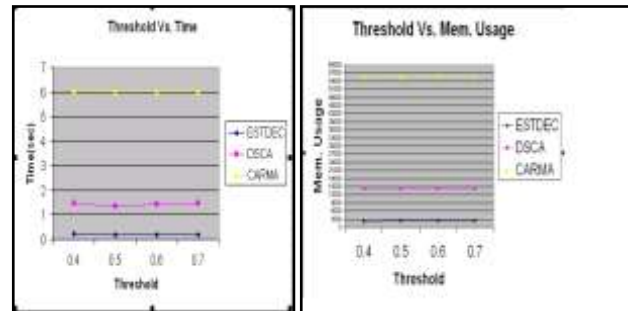 Threshold Vs. Time
7
6
5
4
3
2
1
0
Time(sec)
0.4 0.5 0.6 0.7
Threshold
ESTDEC
DSCA
CARMA
Threshold Vs. Mem. Usage
Mem. Usage
0.4 0.5 0.6 0.7
Threshold
ESTDEC
DSCA
CARMA